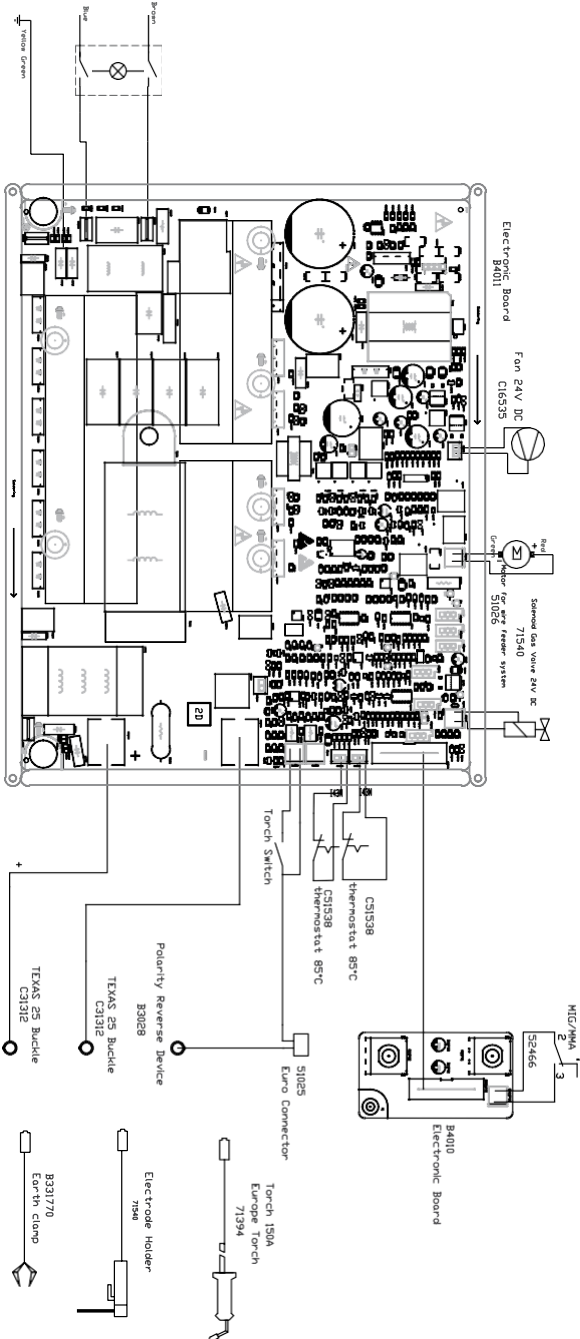 Brown
Blue
Yellow Green
Electronic Board
B4011
Fan 24V DC
C16535
Red
+
M
Green
Motor for wire feeder system
51026
Solenoid Gas Valve 24V DC
71540
2D
+
-
+
Torch Switch
C51538
thermostat 85°C
C51538
thermostat 85°C
MIG/MMA
2
3
52466
B4010
Electronic Board
51025
Euro Connector
Polarity Reverse Device
B3028
TEXAS 25 Buckle
C31312
TEXAS 25 Buckle
C31312
Torch 150A
Europe Torch
71394
Electrode Holder
71540
B331770
Earth clamp